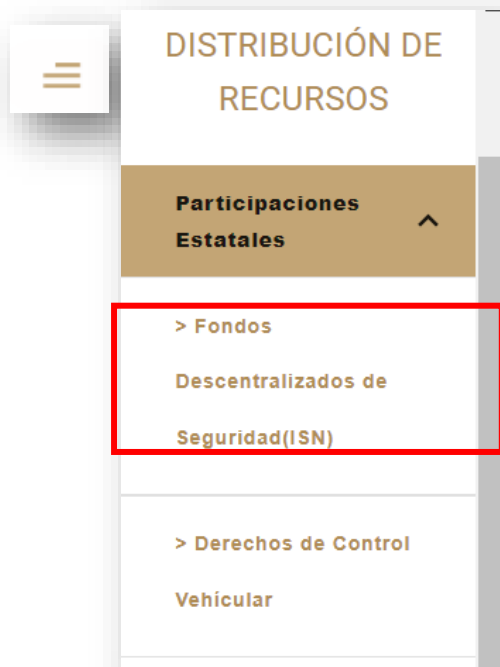 DISTRIBUCIÓN DE
RECURSOS
Participaciones
Estatales
> Fondos
Descentralizados de
Seguridad(ISN)
> Derechos de Control
Vehicular